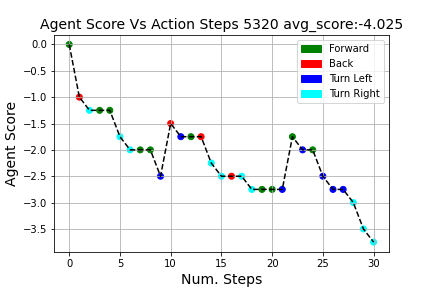 Agent Score Vs Action Steps 5320 avg_score:-4.025
Forward
Back
Turn Left
Turn Right
Agent Score
0.0
−0.5
−1.0
−1.5
−2.0
−2.5
−3.0
−3.5
0 5 10 15 20 25 30
Num. Steps